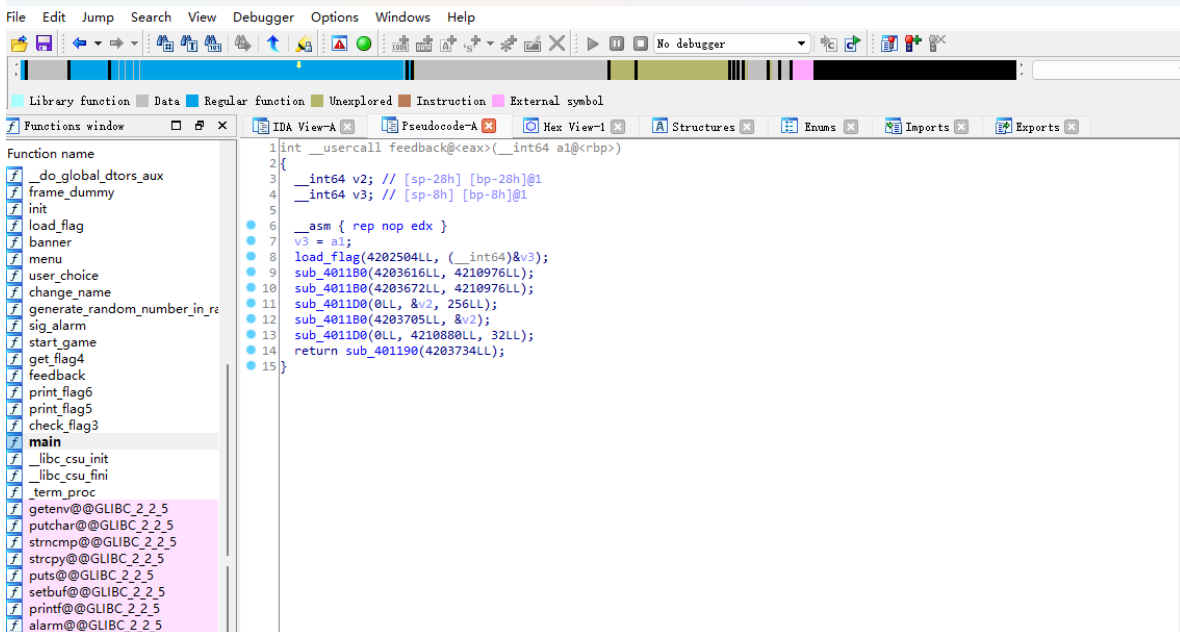 File Edit Jump Search View Debugger Options Windows Help
No debugger
Library function Data Regular function Unexplored Instruction External symbol
Functions window
IDA View-A Pseudocode-A Hex View-1 Structures Enums Imports Exports
Function name
__do_global_dtors_aux
frame_dummy
init
load_flag
banner
menu
user_choice
change_name
generate_random_number_in_ra
sig_alarm
start_game
get_flag4
feedback
print_flag6
print_flag5
check_flag3
main
__libc_csu_init
__libc_csu_fini
_term_proc
getenv@@GLIBC_2_2_5
putchar@@GLIBC_2_2_5
strncmp@@GLIBC_2_2_5
strcpy@@GLIBC_2_2_5
puts@@GLIBC_2_2_5
setbuf@@GLIBC_2_2_5
printf@@GLIBC_2_2_5
alarm@@GLIBC_2_2_5
1 int __usercall feedback@<eax>(__int64 a1@<rbp>)
2 {
3 __int64 v2; // [sp-28h] [bp-28h]@1
4 __int64 v3; // [sp-8h] [bp-8h]@1
5
6 __asm { rep nop edx }
7 v3 = a1;
8 load_flag(4202504LL, (__int64)&v3);
9 sub_4011B0(4203616LL, 4210976LL);
10 sub_4011B0(4203672LL, 4210976LL);
11 sub_4011D0(0LL, &v2, 256LL);
12 sub_4011B0(4203705LL, &v2);
13 sub_4011D0(0LL, 4210880LL, 32LL);
14 return sub_401190(4203734LL);
15 }